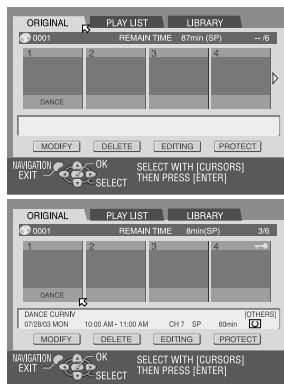 ORIGINAL PLAY LIST LIBRARY
0001 REMAIN TIME 87min (SP) -- /6
1 2 3 4
DANCE
MODIFY DELETE EDITING PROTECT
NAVIGATION OK
EXIT SELECT
SELECT WITH [CURSORS]
THEN PRESS [ENTER]
ORIGINAL PLAY LIST LIBRARY
0001 REMAIN TIME 8min(SP) 3/6
1 2 3 4
DANCE
DANCE CURNIV [OTHERS]
07/28/03 MON 10:00 AM - 11:00 AM CH 7 SP 60min
MODIFY DELETE EDITING PROTECT
NAVIGATION OK
EXIT SELECT
SELECT WITH [CURSORS]
THEN PRESS [ENTER]